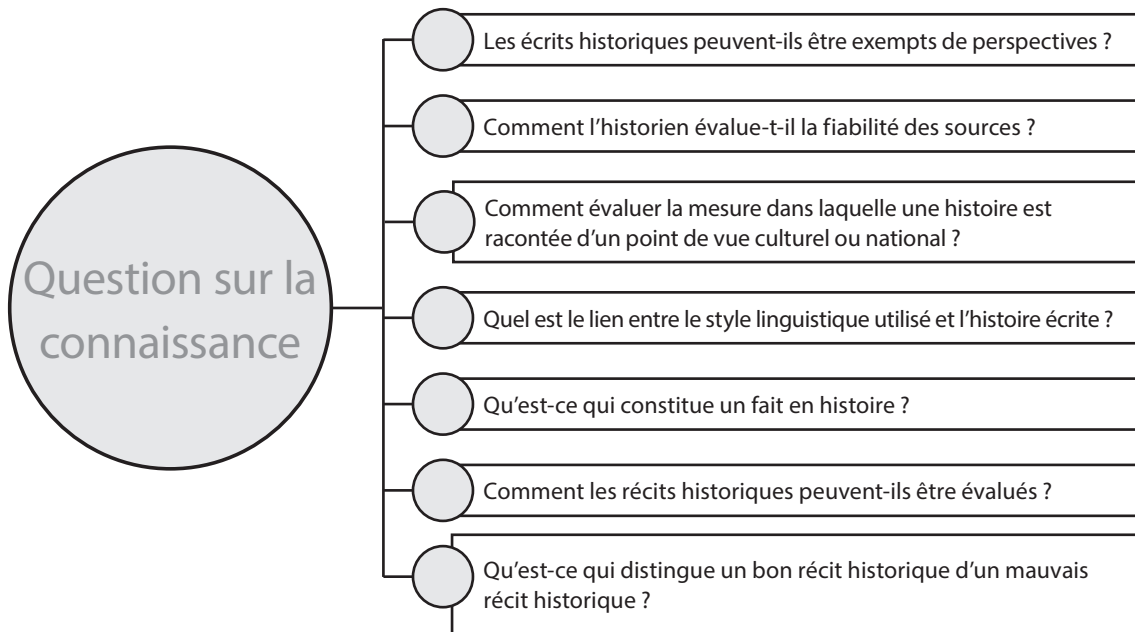 Question sur la
connaissance
Les écrits historiques peuvent-ils être exempts de perspectives ?
Comment l'historien évalue-t-il la fiabilité des sources ?
Comment évaluer la mesure dans laquelle une histoire est
racontée d'un point de vue culturel ou national ?
Quel est le lien entre le style linguistique utilisé et l'histoire écrite ?
Qu'est-ce qui constitue un fait en histoire ?
Comment les récits historiques peuvent-ils être évalués ?
Qu'est-ce qui distingue un bon récit historique d'un mauvais
récit historique ?